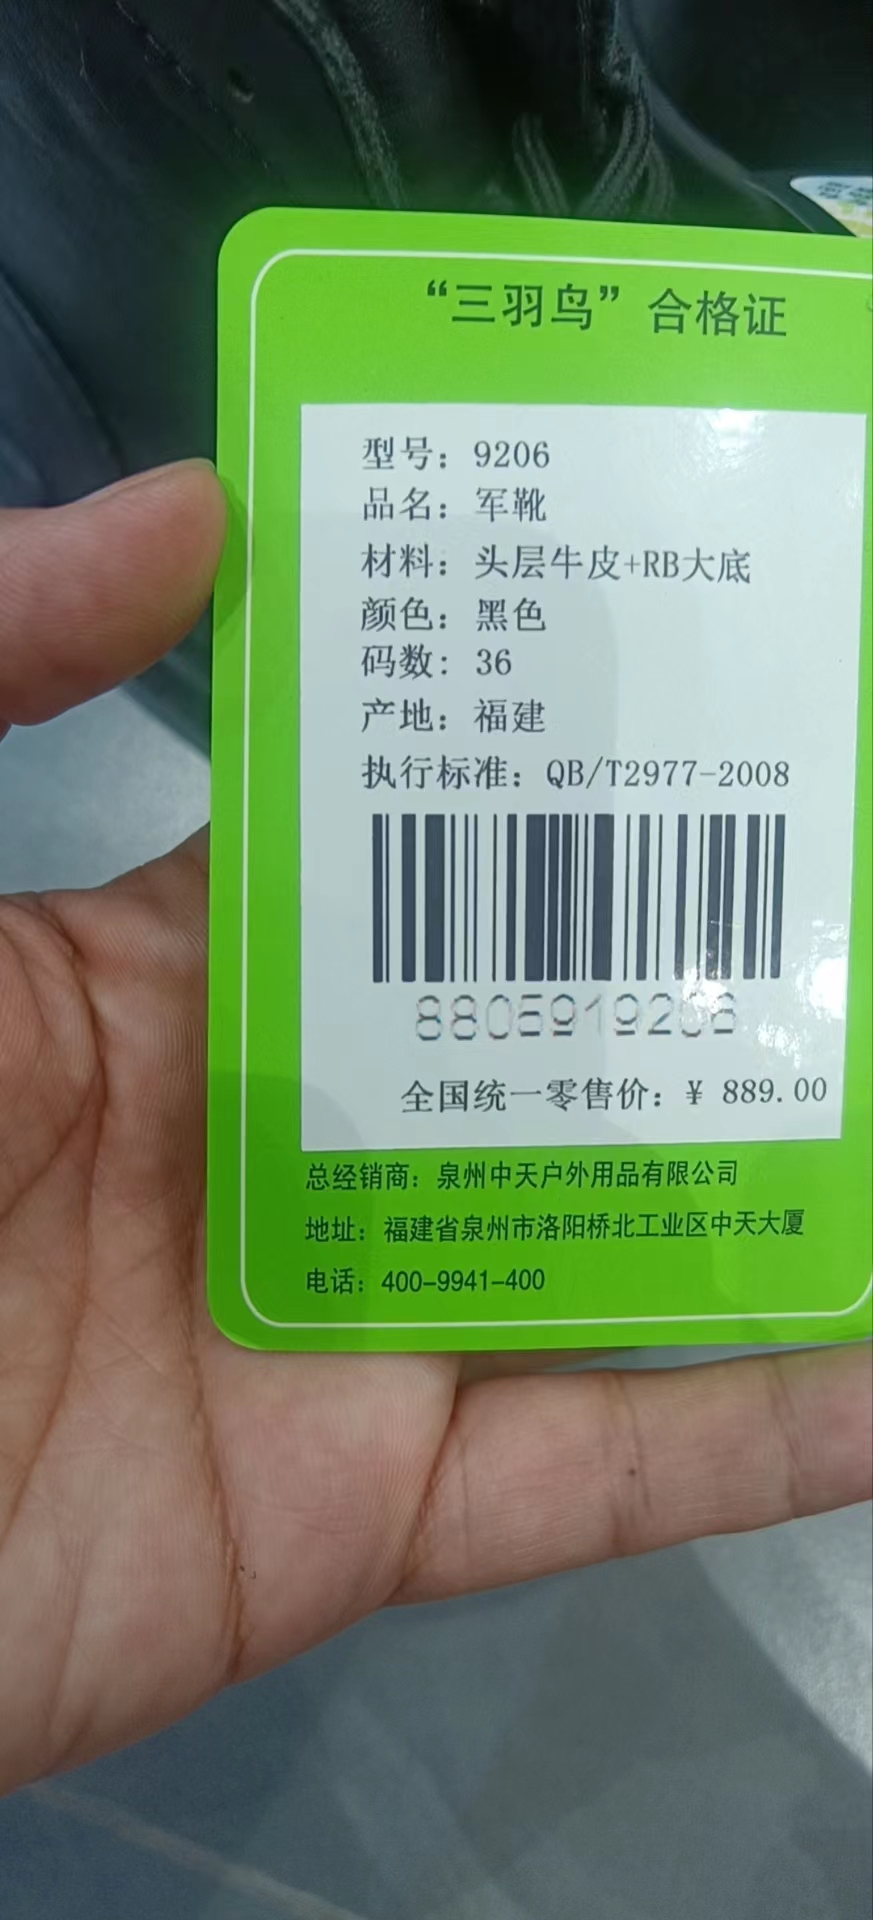 “三羽鸟”合格证
型号：9206
品名：军靴
材料：头层牛皮+RB大底
颜色：黑色
码数：36
产地：福建
执行标准：QB/T2977-2008
8805919206
全国统一零售价：¥ 889.00
总经销商：泉州中天户外用品有限公司
地址：福建省泉州市洛阳桥北工业区中天大厦
电话：400-9941-400